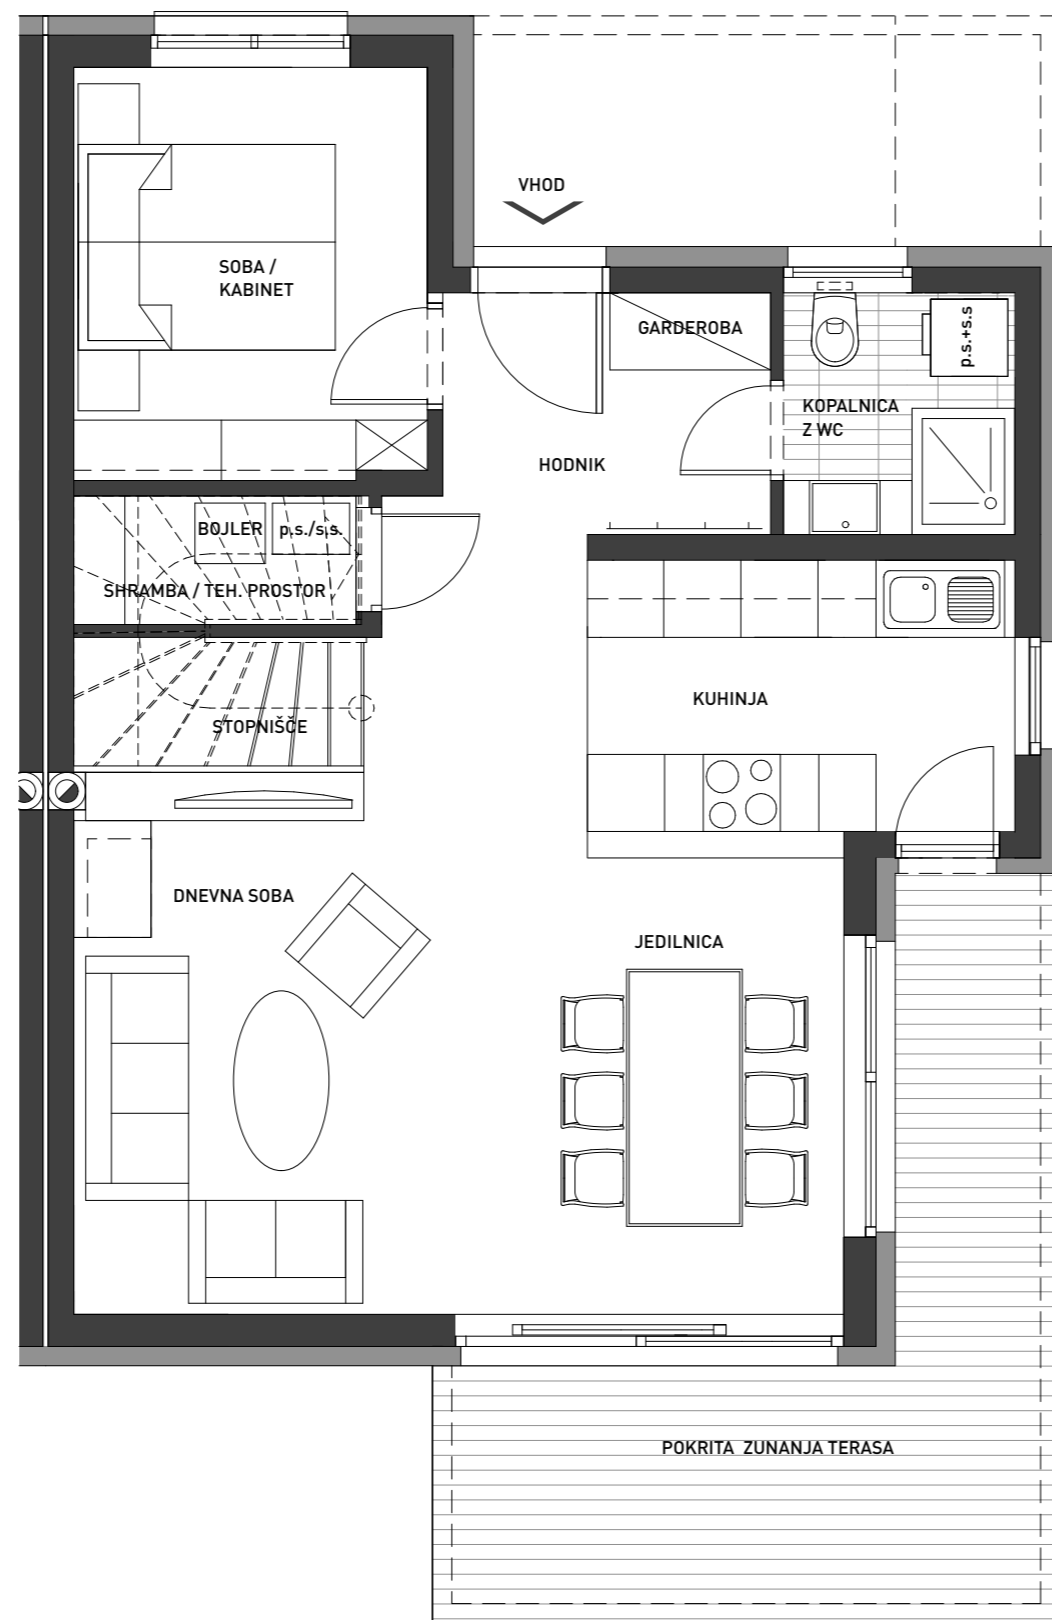 VHOD
SOBA /
KABINET
GARDEROBA
p.s.+s.s
KOPALNICA
Z WC
HODNIK
BOJLER
p.s./s.s.
SHRAMBA / TEH. PROSTOR
STOPNIŠČE
KUHINJA
DNEVNA SOBA
JEDILNICA
POKRITA ZUNANJA TERASA